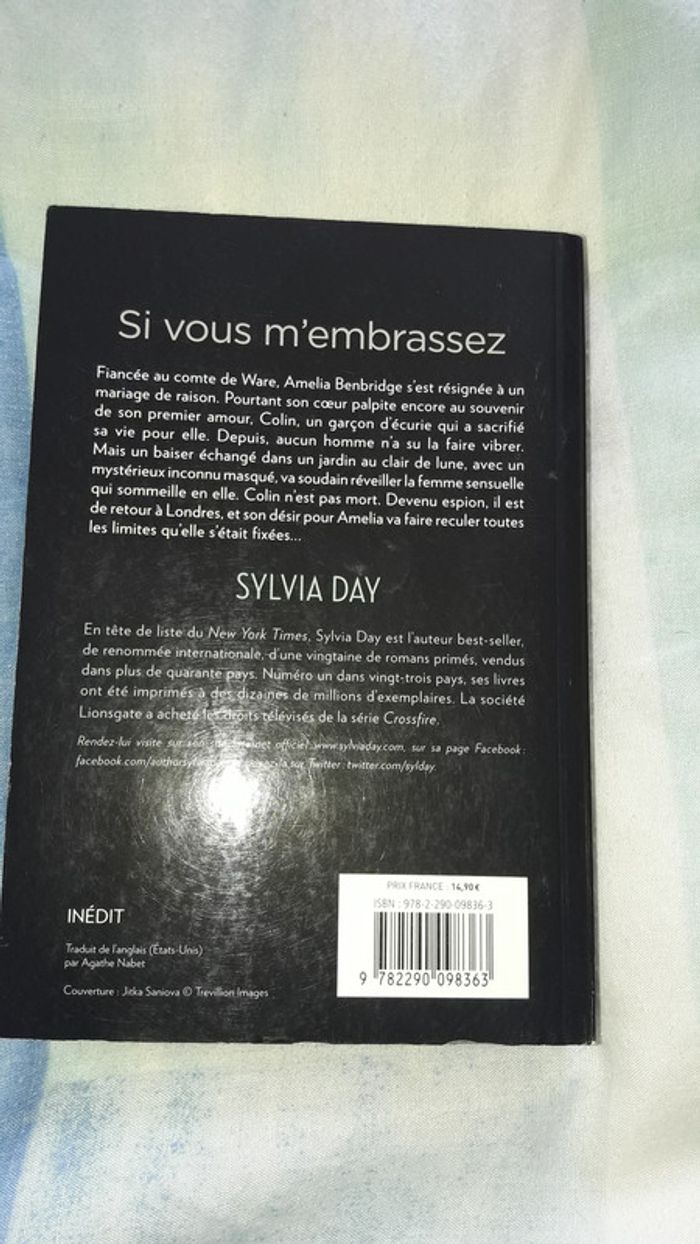 Si vous m'embrassez
Fiancée au comte de Ware, Amelia Benbridge s'est résignée à un
mariage de raison. Pourtant son cœur palpite encore au souvenir
de son premier amour, Colin, un garçon d'écurie qui a sacrifié
sa vie pour elle. Depuis, aucun homme n'a su la faire vibrer.
Mais un baiser échangé dans un jardin au clair de lune, avec un
mystérieux inconnu masqué, va soudain réveiller la femme sensuelle
qui sommeille en elle. Colin n'est pas mort. Devenu espion, il est
de retour à Londres, et son désir pour Amelia va faire reculer toutes
les limites qu'elle s'était fixées...
SYLVIA DAY
En tête de liste du New York Times, Sylvia Day est l'auteur best-seller,
de renommée internationale, d'une vingtaine de romans primés, vendus
dans plus de quarante pays. Numéro un dans vingt-trois pays, ses livres
ont été imprimés à des dizaines de millions d'exemplaires. La société
Lionsgate a acheté les droits télévisés de la série Crossfire.
Rendez-lui visite sur son officiel www.sylviaday.com, sur sa page Facebook :
sur Twitter : twitter.com/sylday.
PRIX FRANCE : 14,90 €
ISBN : 978-2-290-09836-3
9 782290 098363
INÉDIT
Traduit de l'anglais (États-Unis)
par Agathe Nabet
Couverture : Jitka Saniova © Trevillion Images